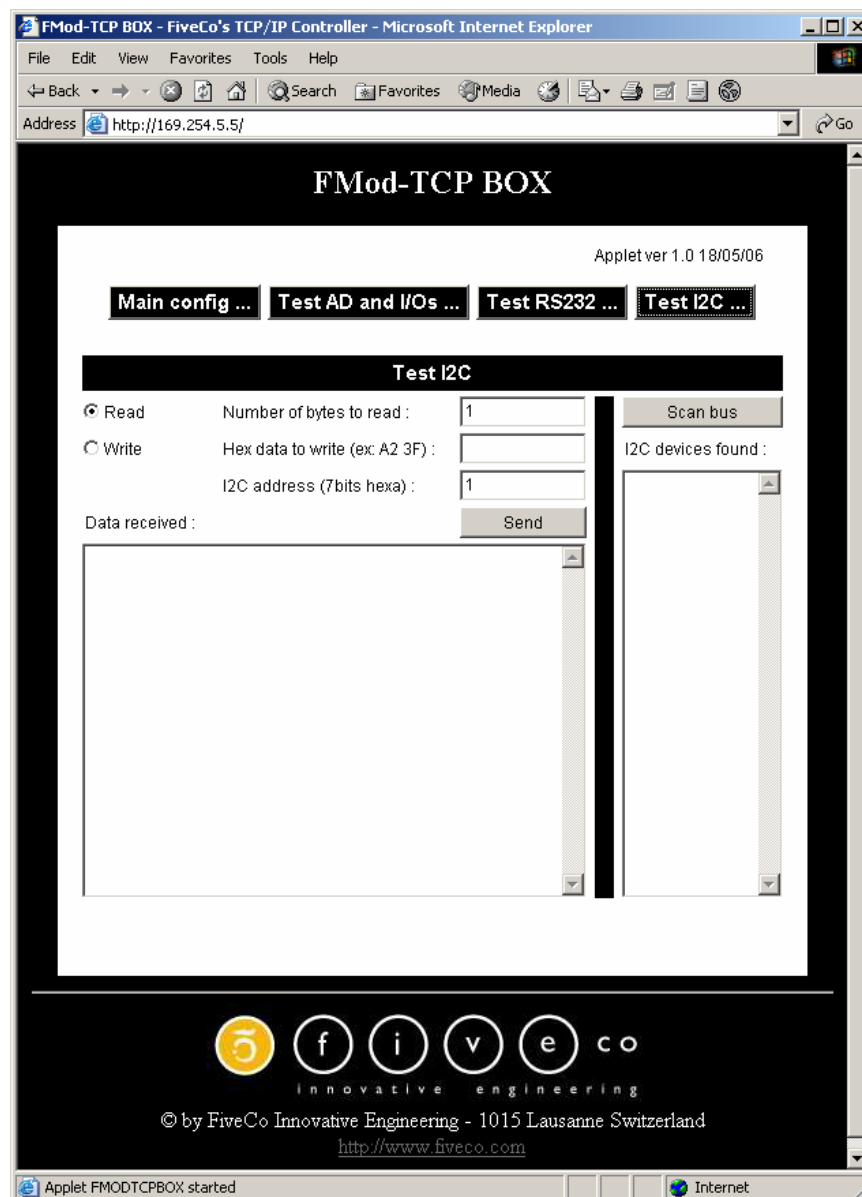 FMod-TCP BOX - FiveCo's TCP/IP Controller - Microsoft Internet Explorer
File Edit View Favorites Tools Help
Back Search Favorites Media
Address http://169.254.5.5/ Go
FMod-TCP BOX
Applet ver 1.0 18/05/06
Main config ... Test AD and I/Os ... Test RS232 ... Test I2C ...
Test I2C
Read Number of bytes to read : 1 Scan bus
Write Hex data to write (ex: A2 3F) : I2C devices found :
I2C address (7bits hexa) : 1
Data received : Send
5 f i v e c o
innovative engineering
© by FiveCo Innovative Engineering - 1015 Lausanne Switzerland
http://www.fiveco.com
Applet FMODTCPBOX started Internet